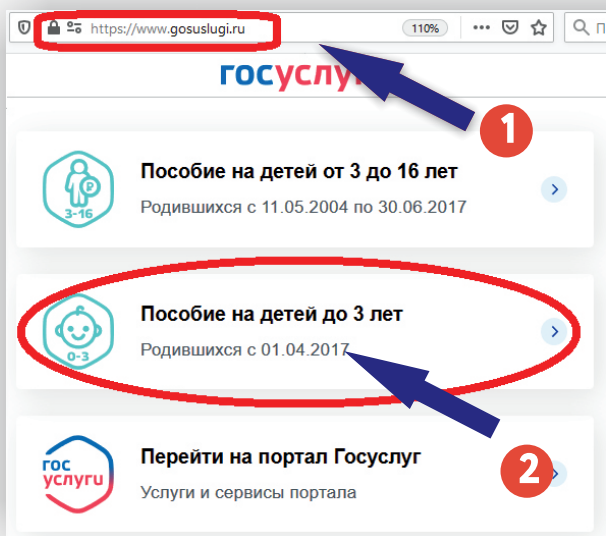 https://www.gosuslugi.ru
110%
госуслу
1
Пособие на детей от 3 до 16 лет
Родившихся с 11.05.2004 по 30.06.2017
3-16
Пособие на детей до 3 лет
Родившихся с 01.04.2017
0-3
Перейти на портал Госуслуг
гос
услуги
Услуги и сервисы портала
2